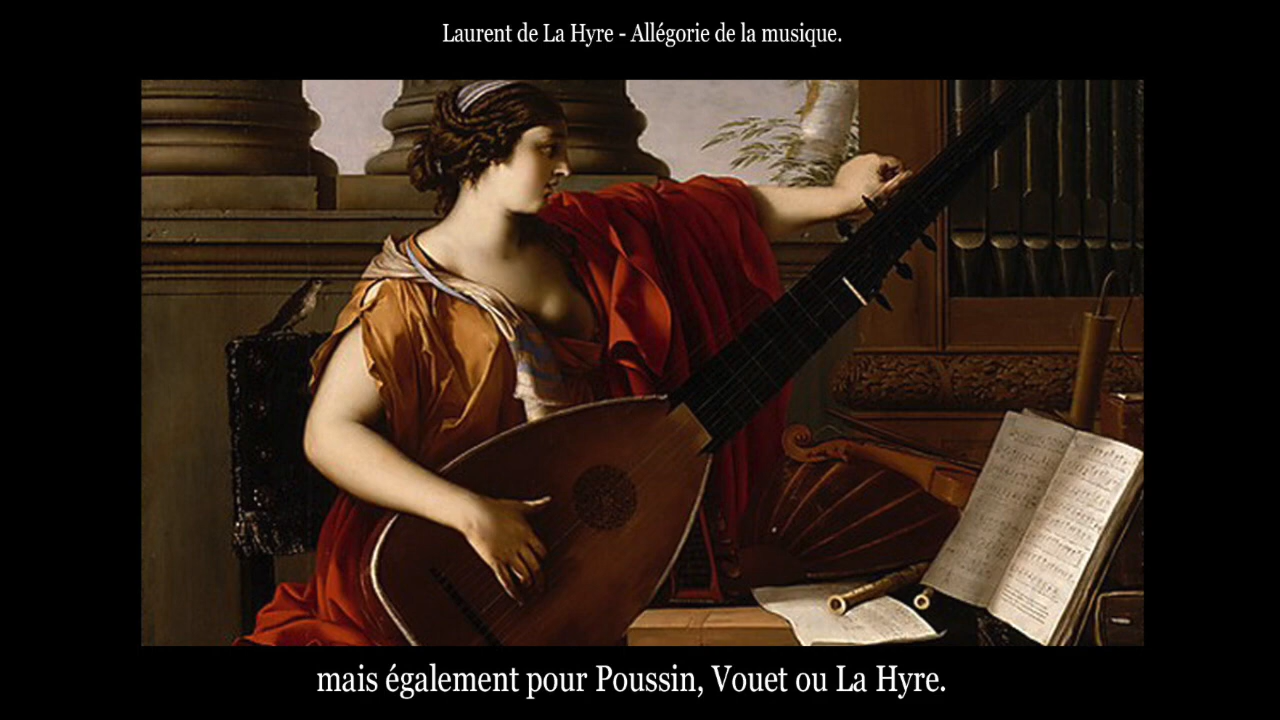 Laurent de La Hyre - Allégorie de la musique.
mais également pour Poussin, Vouet ou La Hyre.